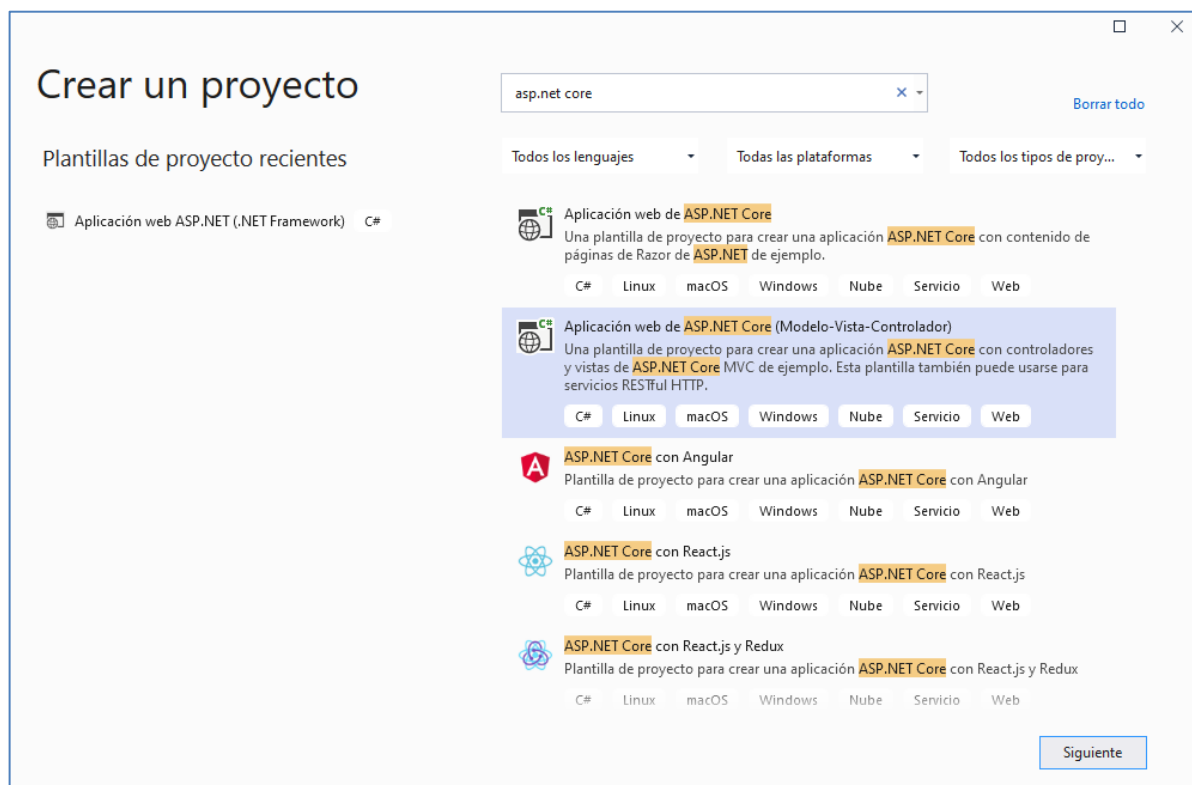 Crear un proyecto
Plantillas de proyecto recientes
Aplicación web ASP.NET (.NET Framework) C#
asp.net core
Borrar todo
Todos los lenguajes
Todas las plataformas
Todos los tipos de proy...
C#
Aplicación web de ASP.NET Core
Una plantilla de proyecto para crear una aplicación ASP.NET Core con contenido de
páginas de Razor de ASP.NET de ejemplo.
C# Linux macOS Windows Nube Servicio Web
C#
Aplicación web de ASP.NET Core (Modelo-Vista-Controlador)
Una plantilla de proyecto para crear una aplicación ASP.NET Core con controladores
y vistas de ASP.NET Core MVC de ejemplo. Esta plantilla también puede usarse para
servicios RESTful HTTP.
C# Linux macOS Windows Nube Servicio Web
A
ASP.NET Core con Angular
Plantilla de proyecto para crear una aplicación ASP.NET Core con Angular
C# Linux macOS Windows Nube Servicio Web
ASP.NET Core con React.js
Plantilla de proyecto para crear una aplicación ASP.NET Core con React.js
C# Linux macOS Windows Nube Servicio Web
ASP.NET Core con React.js y Redux
Plantilla de proyecto para crear una aplicación ASP.NET Core con React.js y Redux
C# Linux macOS Windows Nube Servicio Web
Siguiente